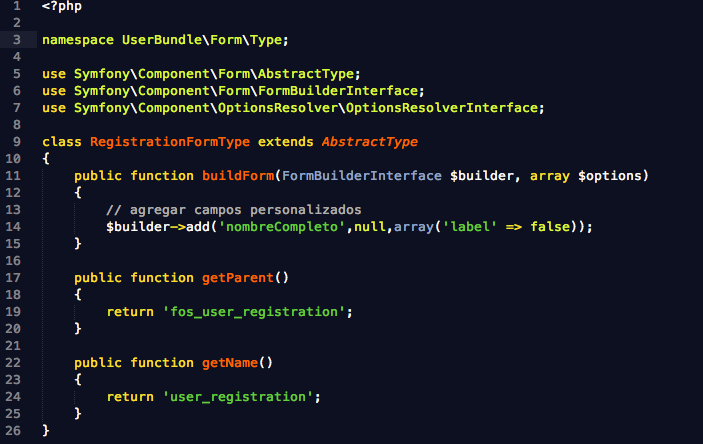 1 <?php
2
3 namespace UserBundle\Form\Type;
4
5 use Symfony\Component\Form\AbstractType;
6 use Symfony\Component\Form\FormBuilderInterface;
7 use Symfony\Component\OptionsResolver\OptionsResolverInterface;
8
9 class RegistrationFormType extends AbstractType
10 {
11     public function buildForm(FormBuilderInterface $builder, array $options)
12     {
13         // agregar campos personalizados
14         $builder->add('nombreCompleto',null,array('label' => false));
15     }
16
17     public function getParent()
18     {
19         return 'fos_user_registration';
20     }
21
22     public function getName()
23     {
24         return 'user_registration';
25     }
26 }